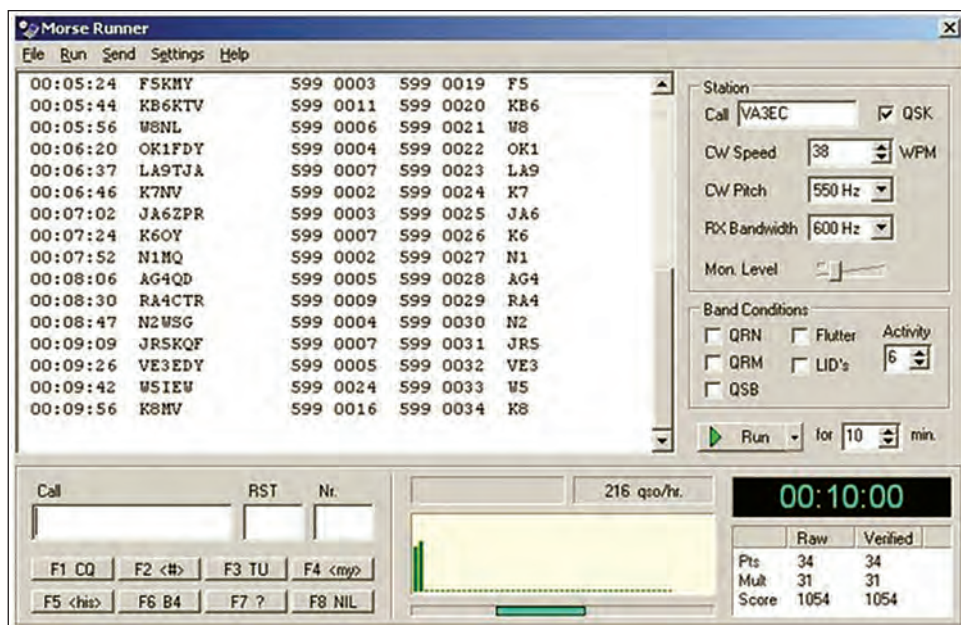 Morse Runner
File Run Send Settings Help
00:05:24 F5KMY 599 0003 599 0019 F5
00:05:44 KB6KTV 599 0011 599 0020 KB6
00:05:56 W8NL 599 0006 599 0021 W8
00:06:20 OK1FDY 599 0004 599 0022 OK1
00:06:37 LA9TJA 599 0007 599 0023 LA9
00:06:46 K7NV 599 0002 599 0024 K7
00:07:02 JA6ZPR 599 0003 599 0025 JA6
00:07:24 K6OY 599 0007 599 0026 K6
00:07:52 N1MQ 599 0002 599 0027 N1
00:08:06 AG4QD 599 0005 599 0028 AG4
00:08:30 RA4CTR 599 0009 599 0029 RA4
00:08:47 N2WSG 599 0004 599 0030 N2
00:09:09 JR5KQF 599 0007 599 0031 JR5
00:09:26 VE3EDY 599 0005 599 0032 VE3
00:09:42 W5IEW 599 0024 599 0033 W5
00:09:56 K8MV 599 0016 599 0034 K8
Station
Call VA3EC QSK
CW Speed 38 WPM
CW Pitch 550 Hz
RX Bandwidth 600 Hz
Mon. Level
Band Conditions
QRN Flutter Activity
QRM LID's 6
QSB
Run for 10 min.
Call RST Nr.
F1 CQ F2 <#> F3 TU F4 <my>
F5 <his> F6 B4 F7 ? F8 NIL
216 qso/hr.
00:10:00
Raw Verified
Pts 34 34
Mult 31 31
Score 1054 1054